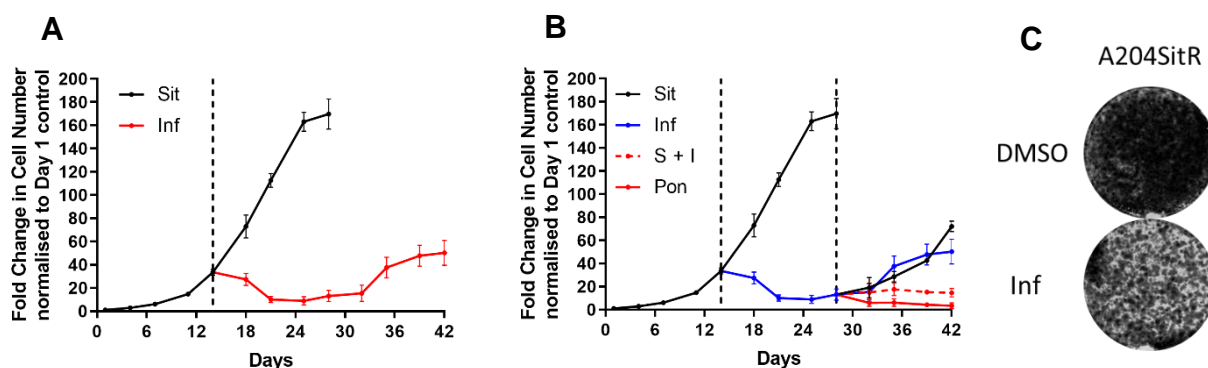 A
Fold Change in Cell Number
normalised to Day 1 control
200
180
160
140
120
100
80
60
40
20
0
Sit
Inf
0 6 12 18 24 30 36 42
Days
B
Fold Change in Cell Number
normalised to Day 1 control
200
180
160
140
120
100
80
60
40
20
0
Sit
Inf
S + I
Pon
0 6 12 18 24 30 36 42
Days
C
A204SitR
DMSO
Inf